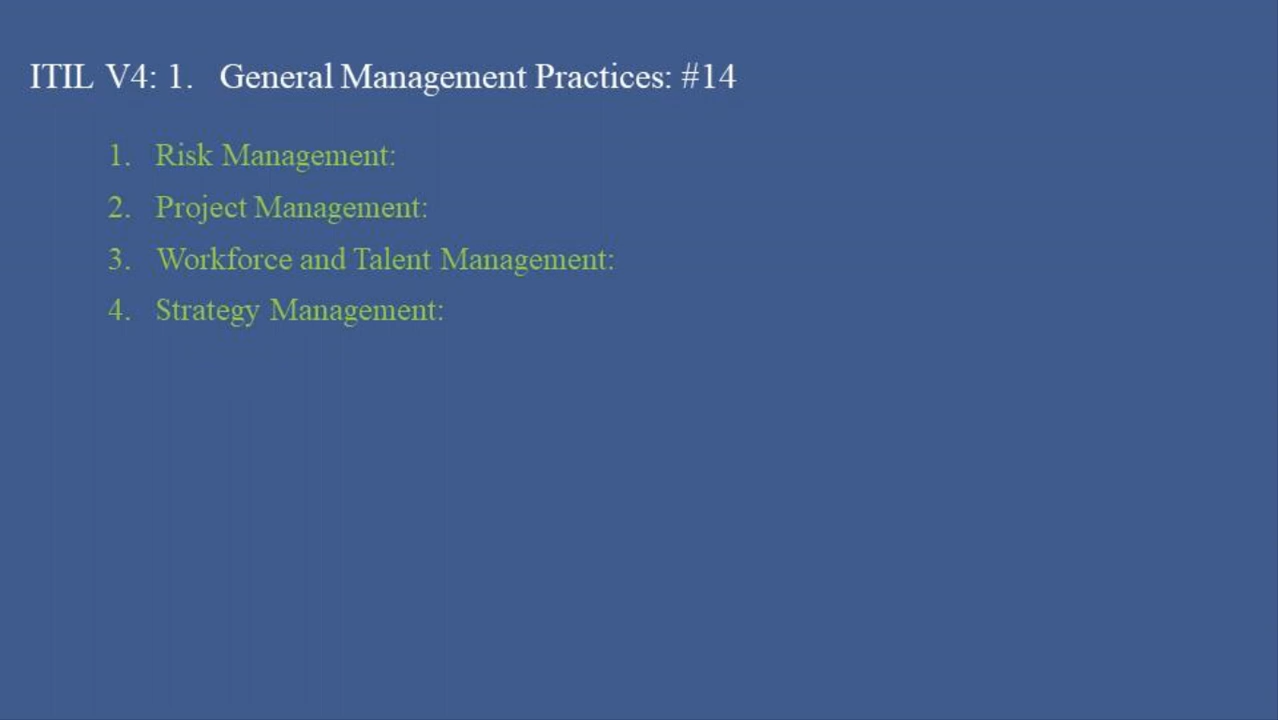 ITIL V4: 1. General Management Practices: #14
1. Risk Management:
2. Project Management:
3. Workforce and Talent Management:
4. Strategy Management: